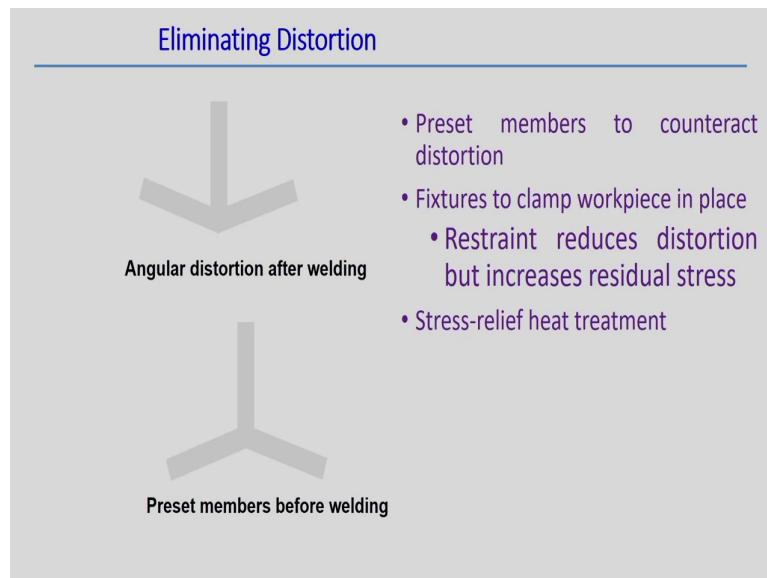 Eliminating Distortion
Angular distortion after welding
Preset members before welding
• Preset members to counteract
distortion
• Fixtures to clamp workpiece in place
• Restraint reduces distortion
but increases residual stress
• Stress-relief heat treatment